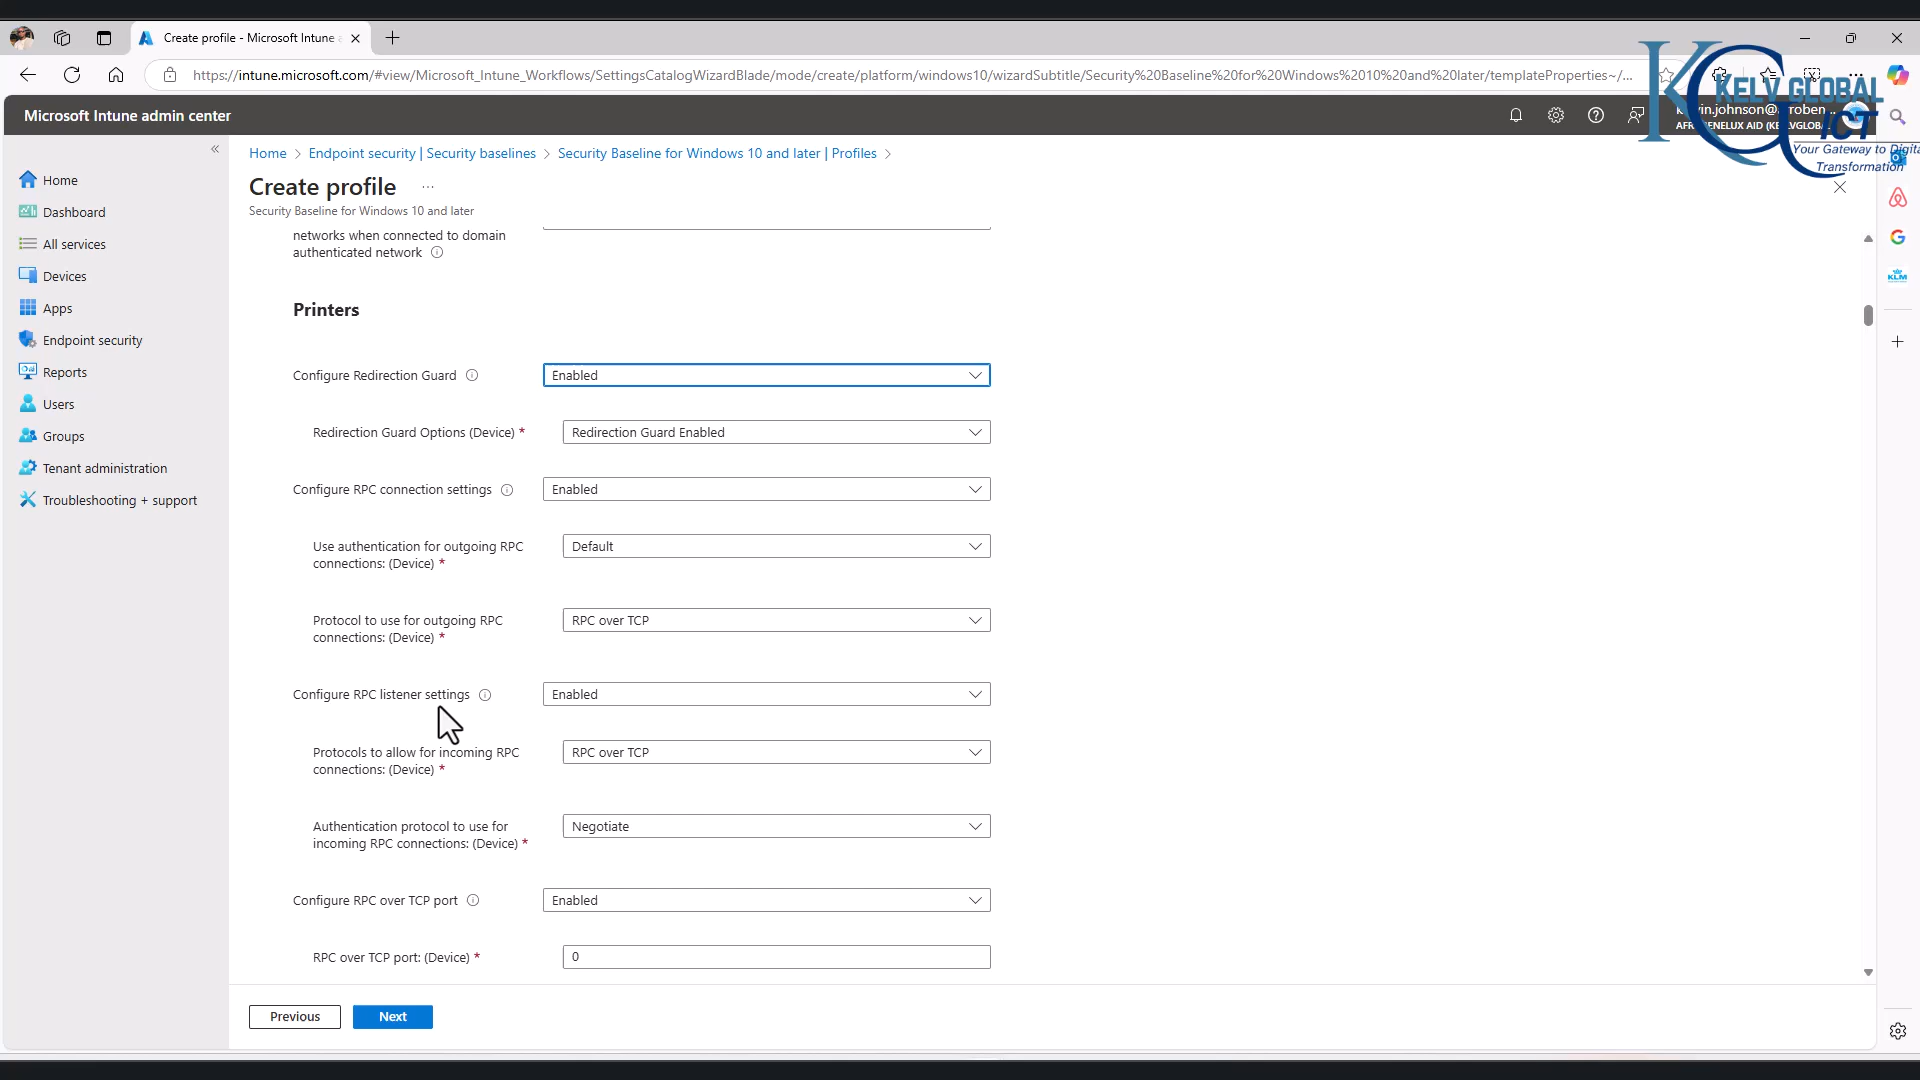 Create profile - Microsoft Intune a
https://intune.microsoft.com/#view/Microsoft_Intune_Workflows/SettingsCatalogWizardBlade/mode/create/platform/windows10/wizardSubtitle/Security%20Baseline%20for%20Windows%2010%20and%20later/templateProperties~/...
KELV GLOBAL
ICT
Your Gateway to Digita
Transformation
Microsoft Intune admin center
Home
Dashboard
All services
Devices
Apps
Endpoint security
Reports
Users
Groups
Tenant administration
Troubleshooting + support
Home > Endpoint security | Security baselines > Security Baseline for Windows 10 and later | Profiles >
Create profile ...
Security Baseline for Windows 10 and later
networks when connected to domain
authenticated network
Printers
Configure Redirection Guard Enabled
Redirection Guard Options (Device) * Redirection Guard Enabled
Configure RPC connection settings Enabled
Use authentication for outgoing RPC
connections: (Device) *
Default
Protocol to use for outgoing RPC
connections: (Device) *
RPC over TCP
Configure RPC listener settings Enabled
Protocols to allow for incoming RPC
connections: (Device) *
RPC over TCP
Authentication protocol to use for
incoming RPC connections: (Device) *
Negotiate
Configure RPC over TCP port Enabled
RPC over TCP port: (Device) * 0
Previous
Next
KLM